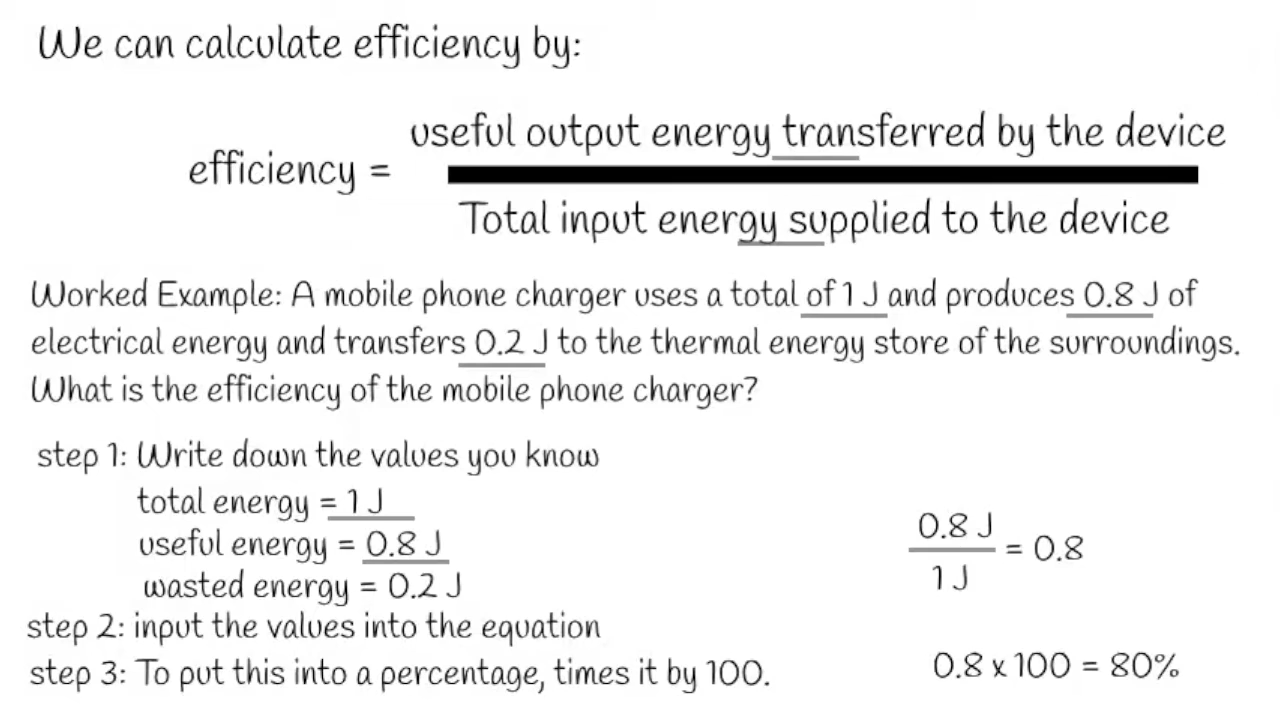 We can calculate efficiency by:
useful output energy transferred by the device
efficiency =
Total input energy supplied to the device
Worked Example: A mobile phone charger uses a total of 1 J and produces 0.8 J of
electrical energy and transfers 0.2 J to the thermal energy store of the surroundings.
What is the efficiency of the mobile phone charger?
step 1: Write down the values you know
total energy = 1 J
useful energy = 0.8 J
wasted energy = 0.2 J
step 2: input the values into the equation
0.8 J
= 0.8
1 J
step 3: To put this into a percentage, times it by 100.
0.8 x 100 = 80%